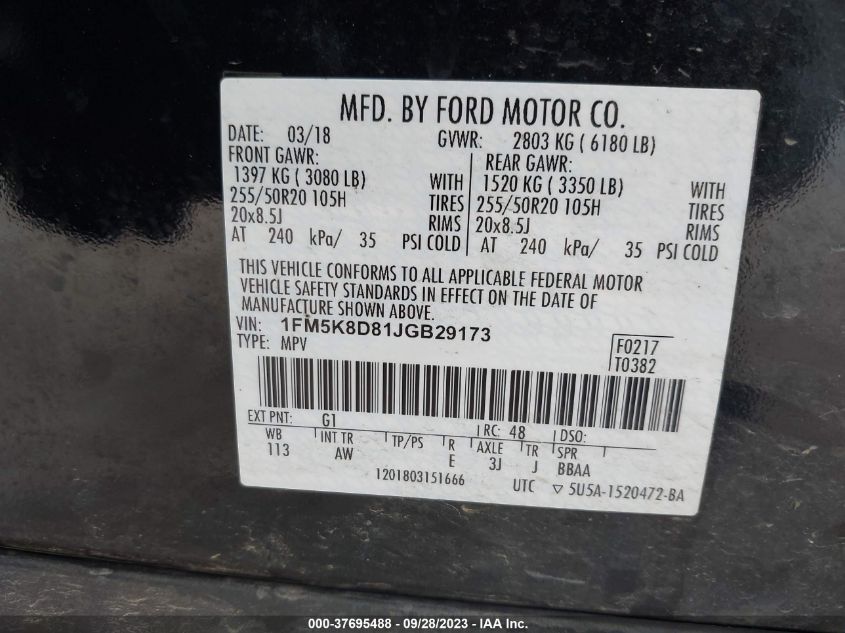 MFD. BY FORD MOTOR CO.
DATE: 03/18 GVWR: 2803 KG ( 6180 LB)
FRONT GAWR: REAR GAWR:
1397 KG ( 3080 LB) WITH 1520 KG ( 3350 LB) WITH
255/50R20 105H TIRES 255/50R20 105H TIRES
20x8.5J RIMS 20x8.5J RIMS
AT 240 kPa/ 35 PSI COLD AT 240 kPa/ 35 PSI COLD
THIS VEHICLE CONFORMS TO ALL APPLICABLE FEDERAL MOTOR
VEHICLE SAFETY STANDARDS IN EFFECT ON THE DATE OF
MANUFACTURE SHOWN ABOVE.
VIN: 1FM5K8D81JGB29173
TYPE: MPV
F0217
T0382
EXT PNT: G1 RC: 48 DSO:
WB INT TR TP/PS R AXLE TR SPR
113 AW E 3J J BBAA
1201803151666 UTC ▽ 5U5A-1520472-BA
000-37695488 - 09/28/2023 - IAA Inc.